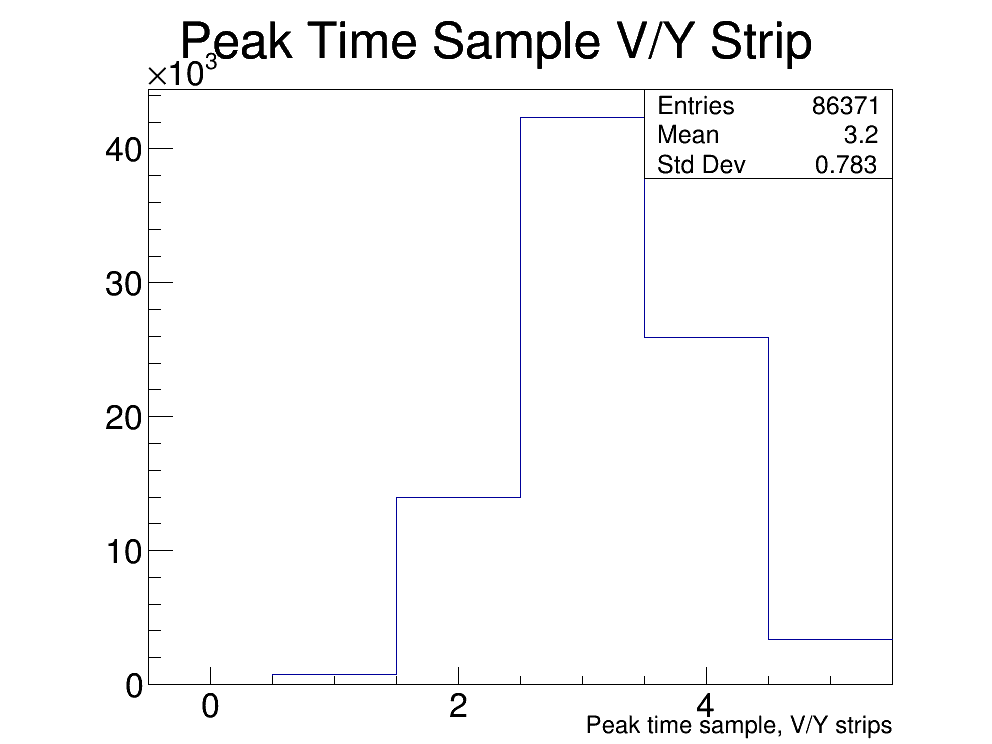 Peak Time Sample V/Y Strip
×10³
Entries 86371
Mean 3.2
Std Dev 0.783
40
30
20
10
0
0 2 4
Peak time sample, V/Y strips